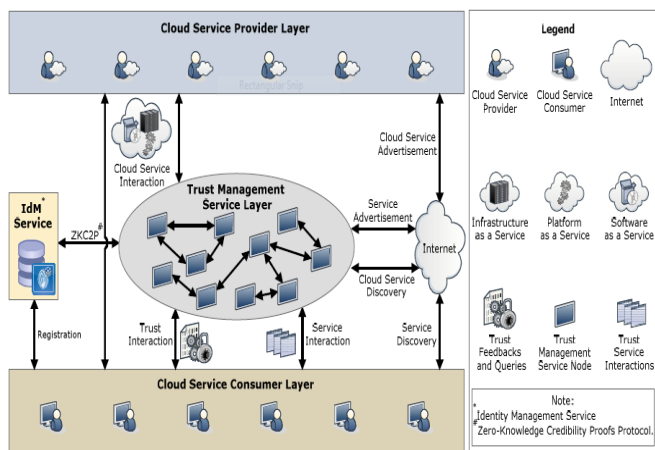 Cloud Service Provider Layer
Rectangular Snip
Cloud Service
Interaction
Cloud Service
Advertisement
Trust Management
Service Layer
IdM*
Service
ZKC2P#
Service
Advertisement
Internet
Cloud Service
Discovery
Registration
Trust
Interaction
Service
Interaction
Service
Discovery
Cloud Service Consumer Layer
Legend
Cloud Service
Provider
Cloud Service
Consumer
Internet
Infrastructure
as a Service
Platform
as a Service
Software
as a Service
Trust
Feedbacks
and Queries
Trust
Management
Service Node
Trust
Service
Interactions
Note:
*Identity Management Service
#Zero-Knowledge Credibility Proofs Protocol.